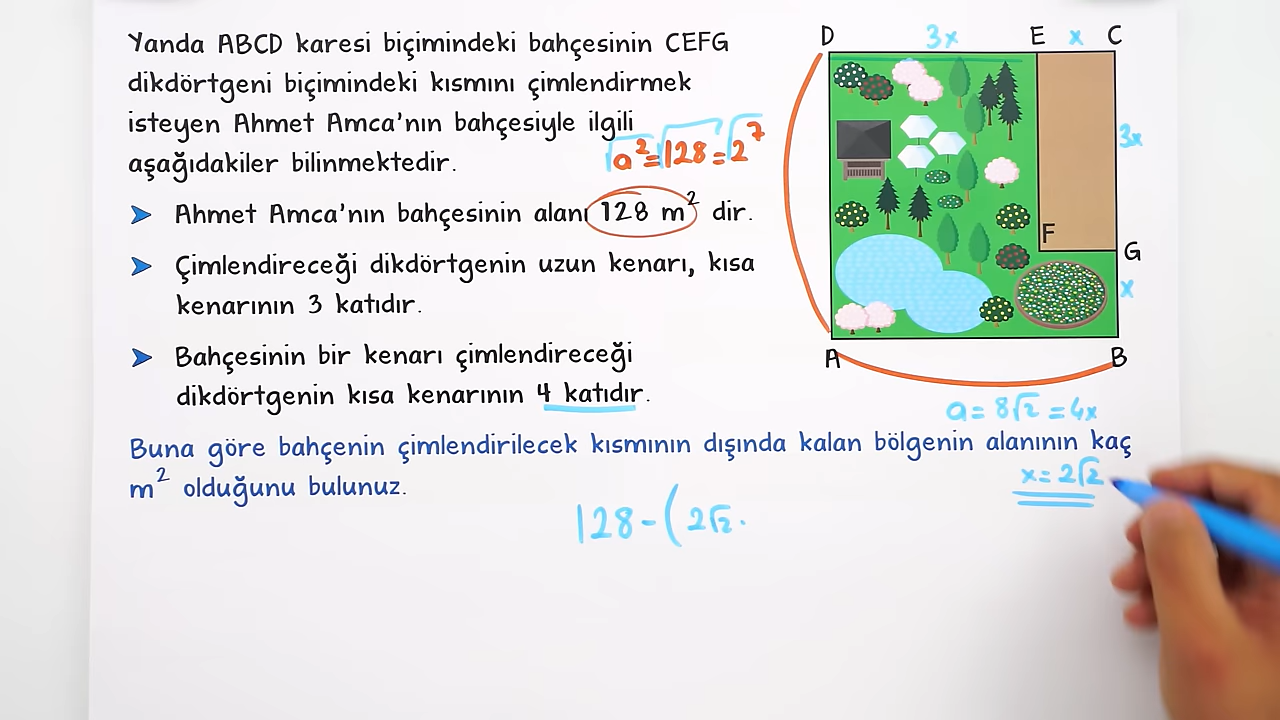 Yanda ABCD karesi biçimindeki bahçesinin CEFG
dikdörtgeni biçimindeki kısmını çimlendirmek
isteyen Ahmet Amca'nın bahçesiyle ilgili
aşağıdakiler bilinmektedir.
√a² = √128 = √2⁷
➤ Ahmet Amca'nın bahçesinin alanı 128 m² dir.
➤ Çimlendireceği dikdörtgenin uzun kenarı, kısa
kenarının 3 katıdır.
➤ Bahçesinin bir kenarı çimlendireceği
dikdörtgenin kısa kenarının 4 katıdır.
D 3x E x C
3x
F
G
x
A B
a = 8√2 = 4x
Buna göre bahçenin çimlendirilecek kısmının dışında kalan bölgenin alanının kaç
m² olduğunu bulunuz.
x = 2√2
128 - ( 2√2 ·